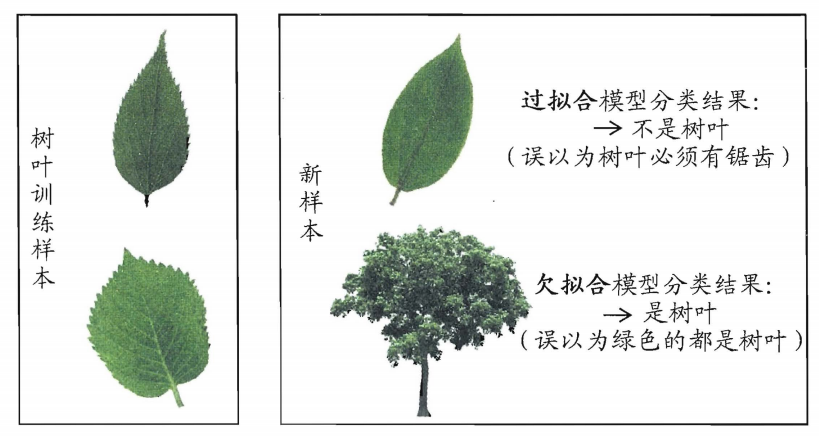 树叶训练样本
新样本
过拟合模型分类结果:
→ 不是树叶
(误以为树叶必须有锯齿)
欠拟合模型分类结果:
→ 是树叶
(误以为绿色的都是树叶)